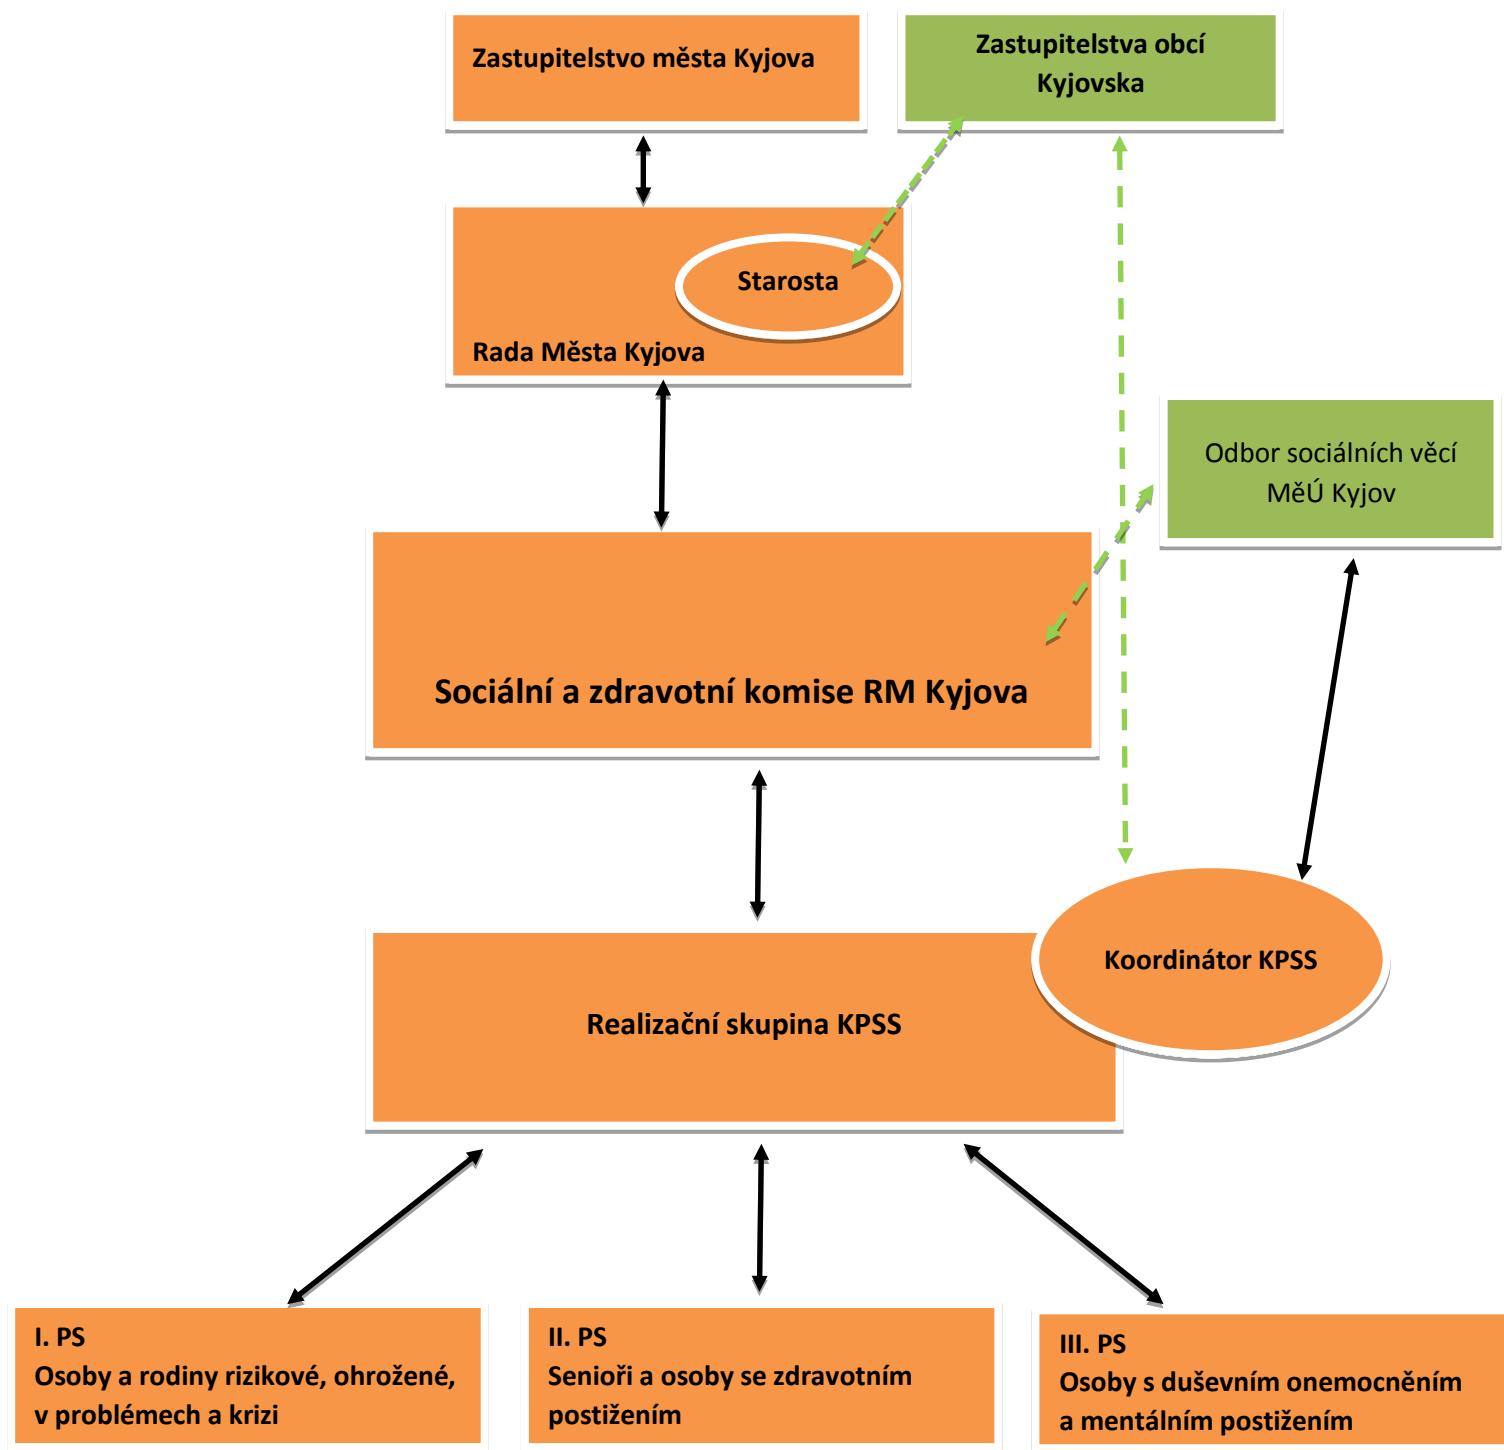 Zastupitelstvo města Kyjova
Zastupitelstva obcí
Kyjovska
Starosta
Rada Města Kyjova
Odbor sociálních věcí
MěÚ Kyjov
Sociální a zdravotní komise RM Kyjova
Koordinátor KPSS
Realizační skupina KPSS
I. PS
Osoby a rodiny rizikové, ohrožené,
v problémech a krizi
II. PS
Senioři a osoby se zdravotním
postižením
III. PS
Osoby s duševním onemocněním
a mentálním postižením